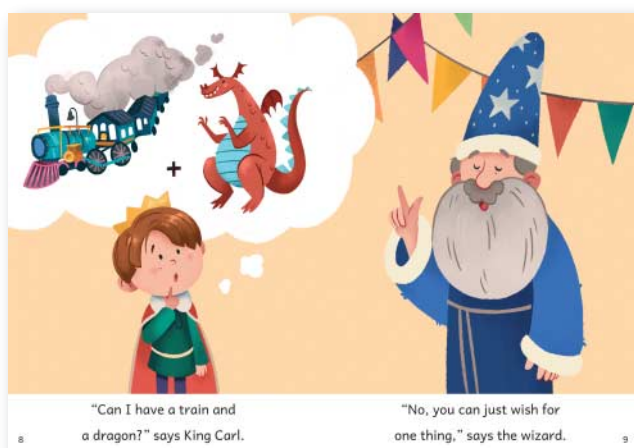 "Can I have a train and
a dragon?" says King Carl.
8
"No, you can just wish for
one thing," says the wizard.
9